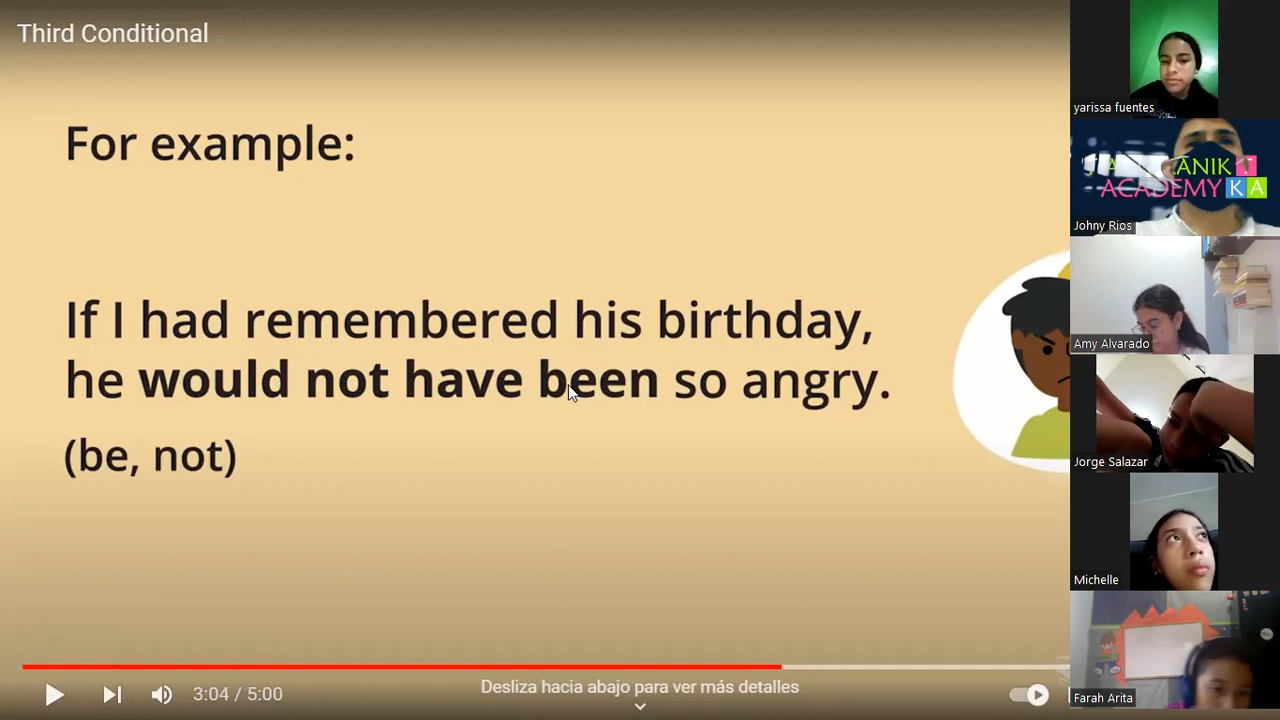 Third Conditional
For example:
If I had remembered his birthday,
he would not have been so angry.
(be, not)
3:04 / 5:00
Desliza hacia abajo para ver más detalles
yarissa fuentes
ANIK
ACADEMY KA
Johny Rios
Amy Alvarado
Jorge Salazar
Michelle
Farah Arita